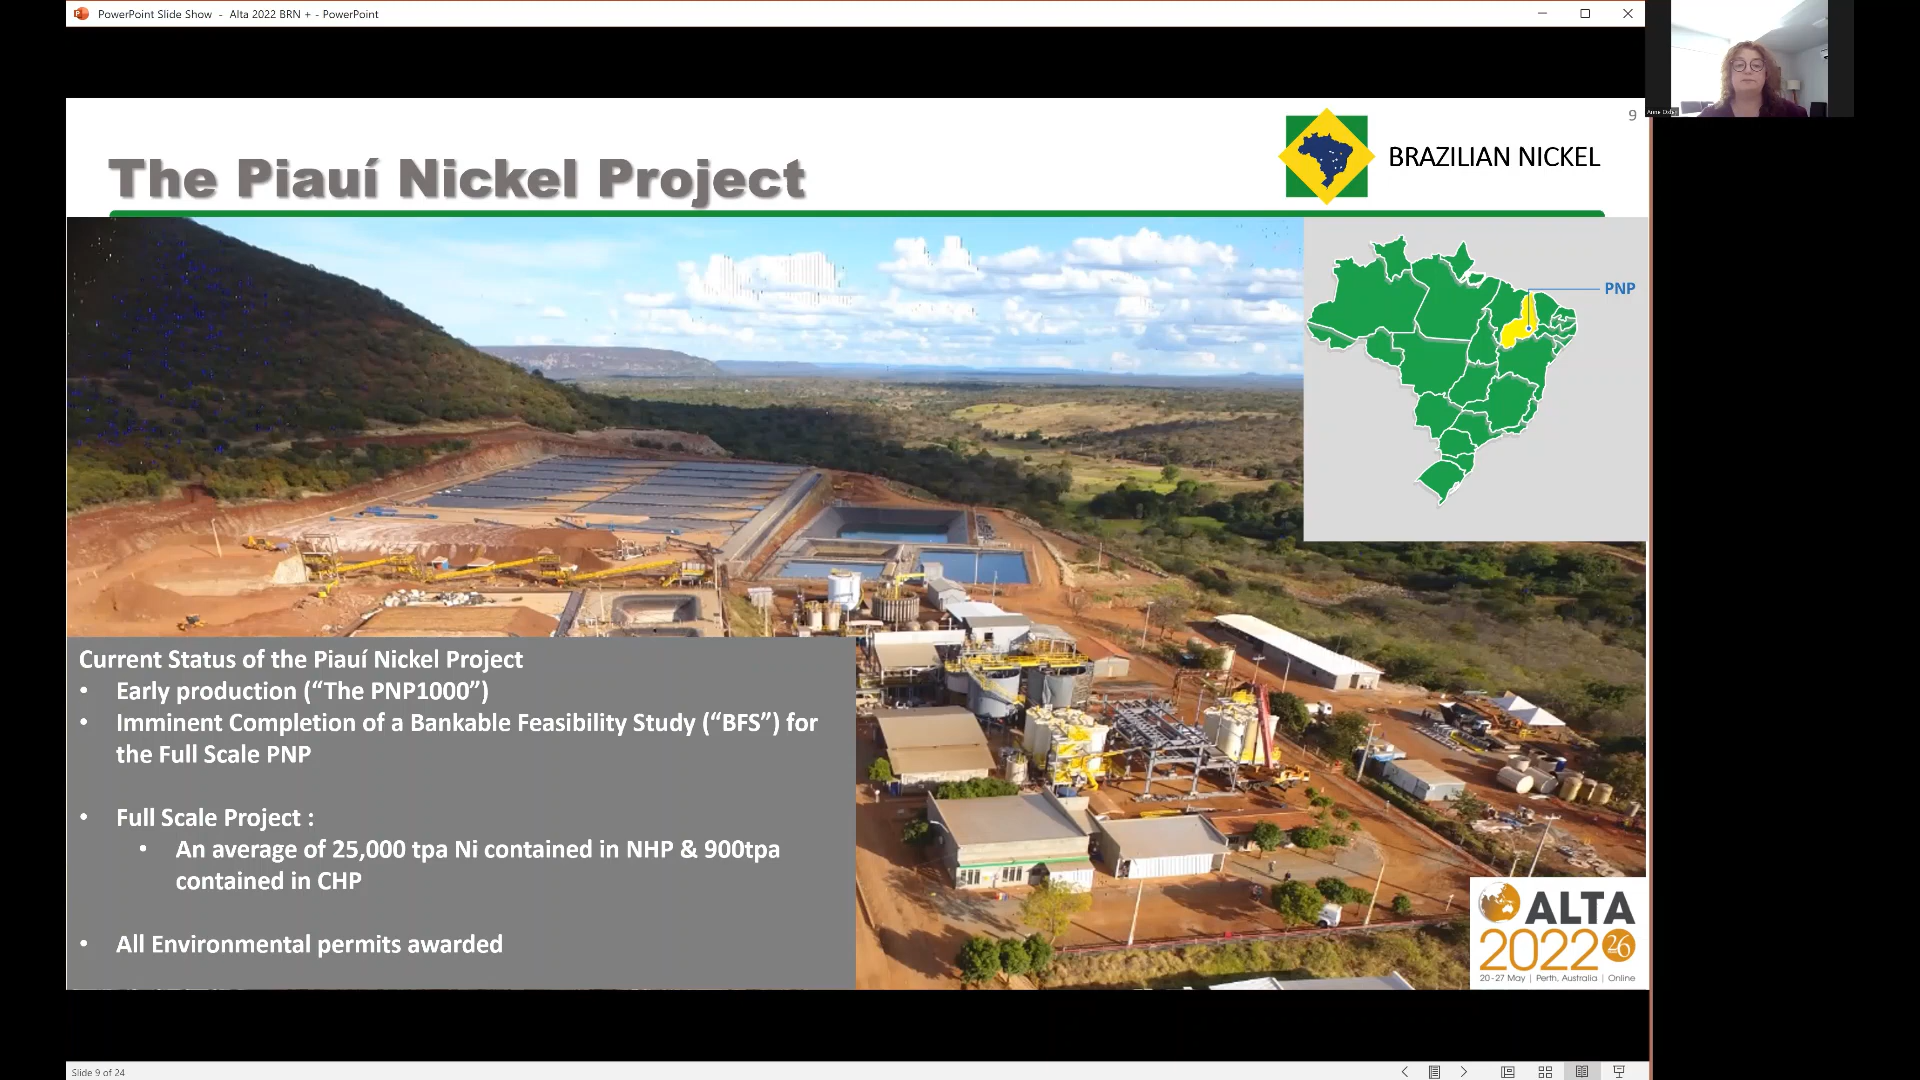 PowerPoint Slide Show - Alta 2022 BRN + - PowerPoint
9
The Piauí Nickel Project
BRAZILIAN NICKEL
PNP
Current Status of the Piauí Nickel Project
• Early production (“The PNP1000”)
• Imminent Completion of a Bankable Feasibility Study (“BFS”) for
the Full Scale PNP
• Full Scale Project :
• An average of 25,000 tpa Ni contained in NHP & 900tpa
contained in CHP
• All Environmental permits awarded
ALTA
2022 26
20-27 May | Perth, Australia | Online
Slide 9 of 24